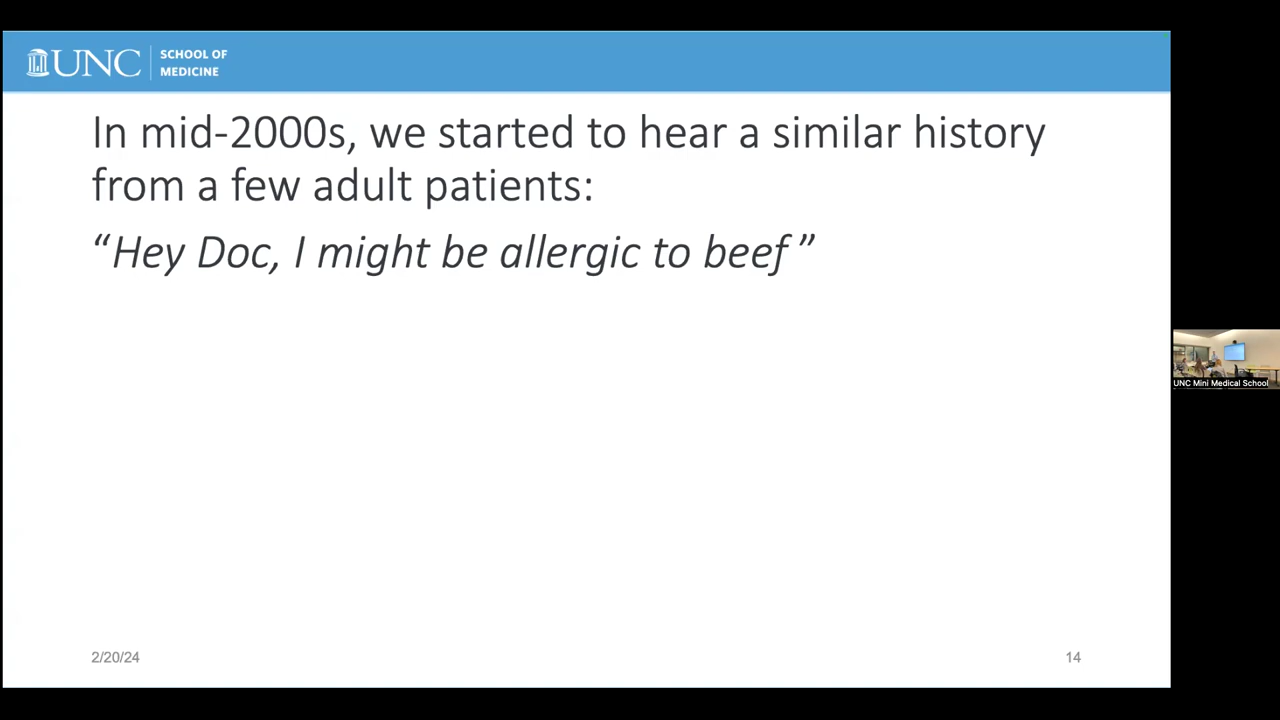 UNC
SCHOOL OF
MEDICINE
In mid-2000s, we started to hear a similar history
from a few adult patients:
“Hey Doc, I might be allergic to beef ”
UNC Mini Medical School
2/20/24
14